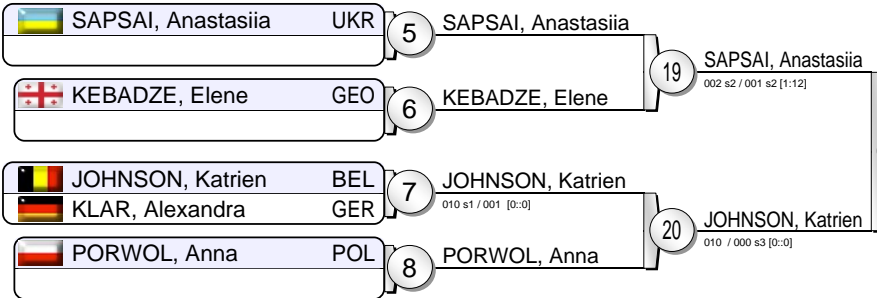 SAPSAI, Anastasiia UKR
5
SAPSAI, Anastasiia
19
SAPSAI, Anastasiia
002 s2 / 001 s2 [1:12]
KEBADZE, Elene GEO
6
KEBADZE, Elene
JOHNSON, Katrien BEL
KLAR, Alexandra GER
7
JOHNSON, Katrien
010 s1 / 001 [0::0]
20
JOHNSON, Katrien
010 / 000 s3 [0::0]
PORWOL, Anna POL
8
PORWOL, Anna